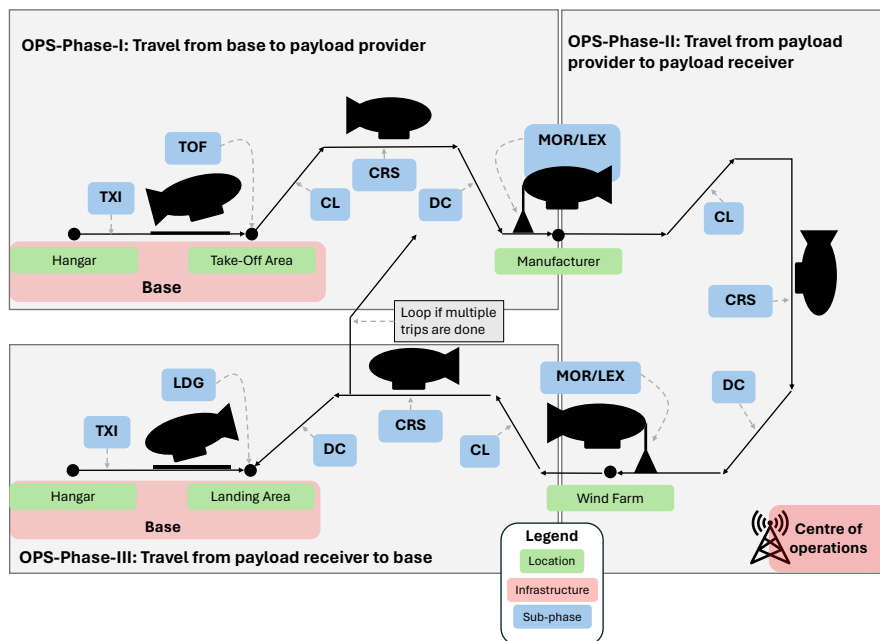 OPS-Phase-I: Travel from base to payload provider
TOF
TXI
CL
CRS
DC
MOR/LEX
Hangar
Take-Off Area
Base
Manufacturer
OPS-Phase-II: Travel from payload
provider to payload receiver
CL
CRS
DC
Loop if multiple
trips are done
LDG
TXI
DC
CRS
CL
MOR/LEX
Hangar
Landing Area
Base
Wind Farm
OPS-Phase-III: Travel from payload receiver to base
Legend
Location
Infrastructure
Sub-phase
Centre of
operations